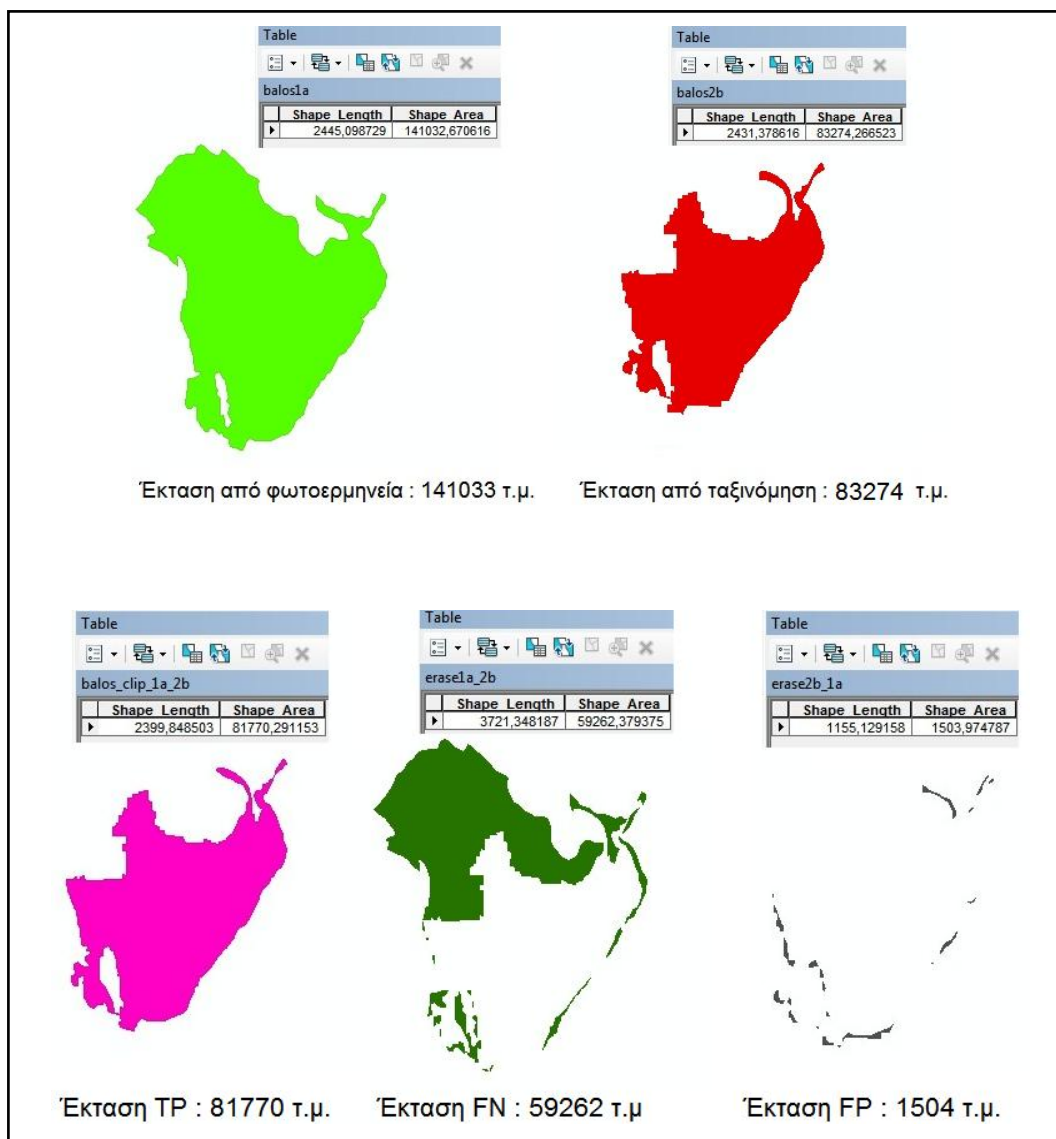 Table
balos1a
Shape_Length Shape_Area
2445,098729 141032,670616
Table
balos2b
Shape_Length Shape_Area
2431,378616 83274,266523
Έκταση από φωτοερμηνεία : 141033 τ.μ.
Έκταση από ταξινόμηση : 83274 τ.μ.
Table
balos_clip_1a_2b
Shape_Length Shape_Area
2399,848503 81770,291153
Table
erase1a_2b
Shape_Length Shape_Area
3721,348187 59262,379375
Table
erase2b_1a
Shape_Length Shape_Area
1155,129158 1503,974787
Έκταση TP : 81770 τ.μ.
Έκταση FN : 59262 τ.μ
Έκταση FP : 1504 τ.μ.